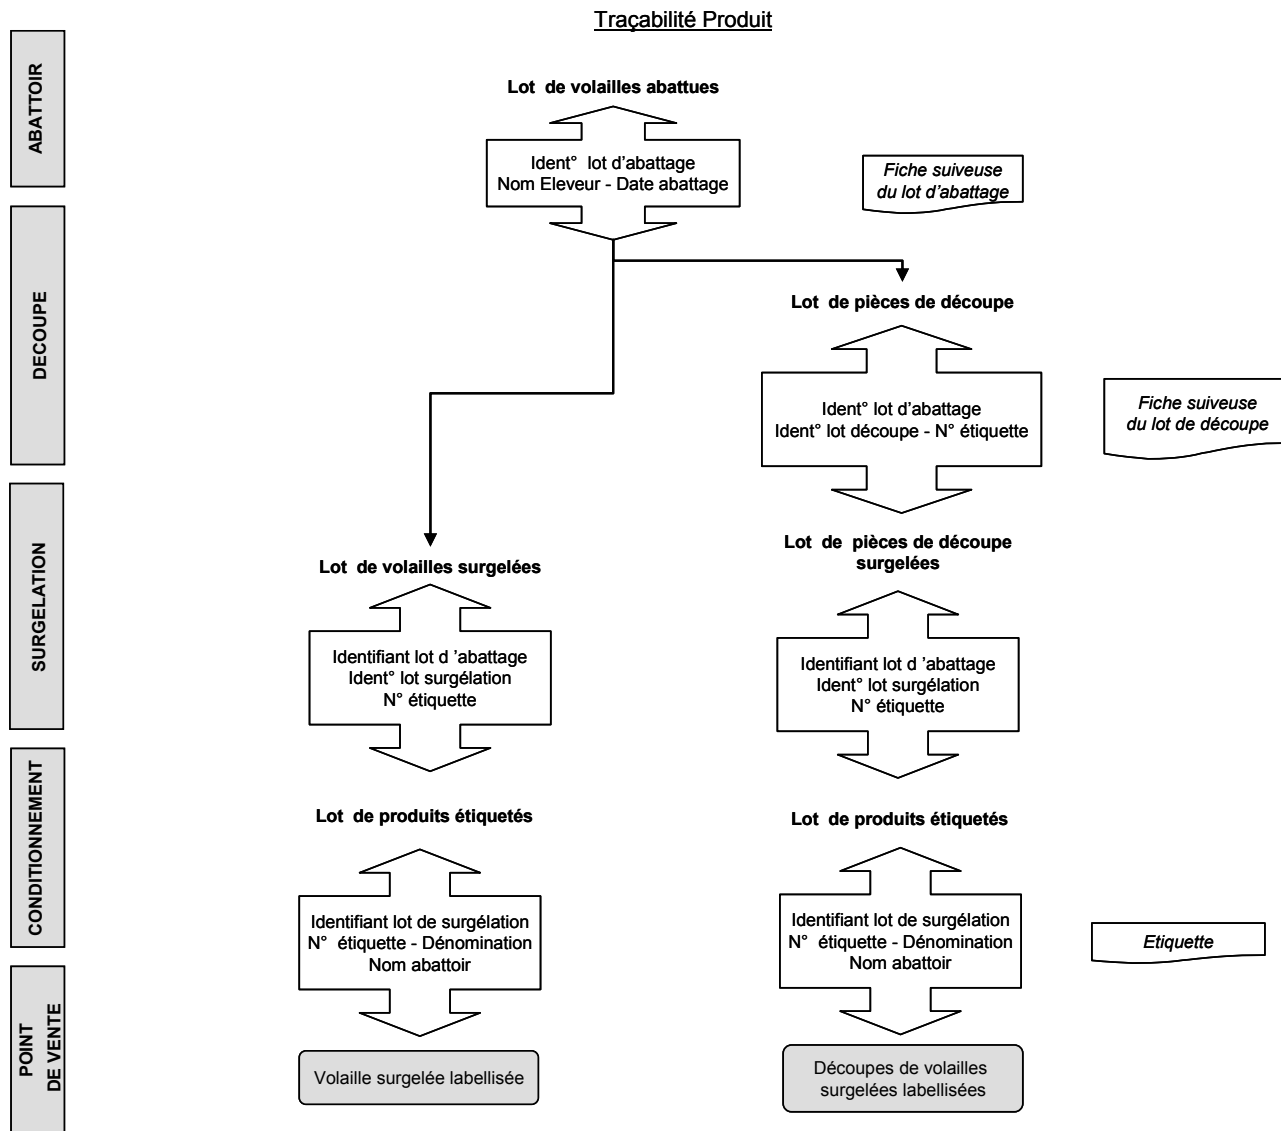 Traçabilité Produit
ABATTOIR
Lot de volailles abattues
Ident° lot d'abattage
Nom Eleveur - Date abattage
Fiche suiveuse
du lot d'abattage
DECOUPE
Lot de pièces de découpe
Ident° lot d'abattage
Ident° lot découpe - N° étiquette
Fiche suiveuse
du lot de découpe
SURGELATION
Lot de volailles surgelées
Identifiant lot d 'abattage
Ident° lot surgélation
N° étiquette
Lot de pièces de découpe
surgelées
Identifiant lot d 'abattage
Ident° lot surgélation
N° étiquette
CONDITIONNEMENT
Lot de produits étiquetés
Identifiant lot de surgélation
N° étiquette - Dénomination
Nom abattoir
Lot de produits étiquetés
Identifiant lot de surgélation
N° étiquette - Dénomination
Nom abattoir
Etiquette
POINT
DE VENTE
Volaille surgelée labellisée
Découpes de volailles
surgelées labellisées